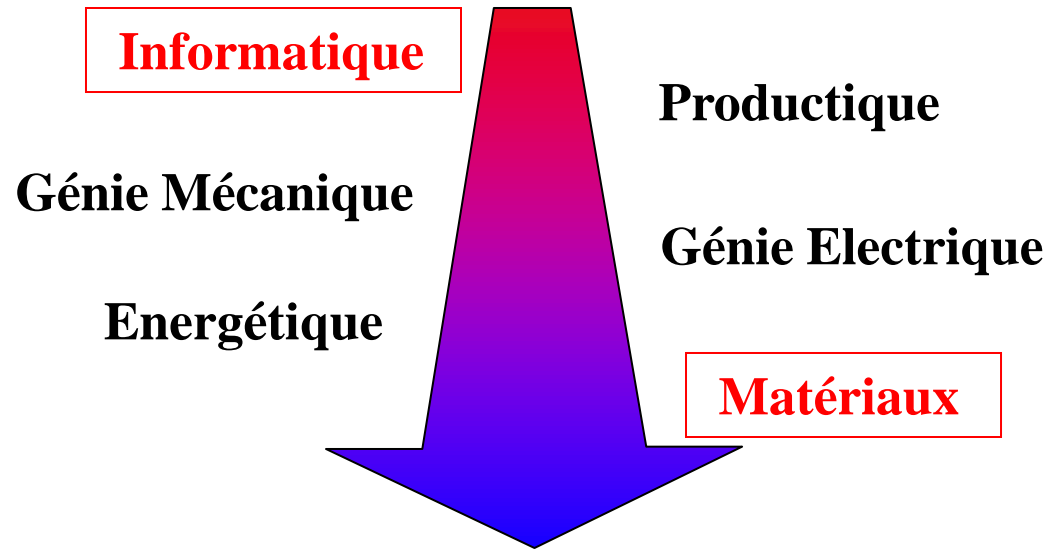 Informatique
Productique
Génie Mécanique
Génie Electrique
Energétique
Matériaux